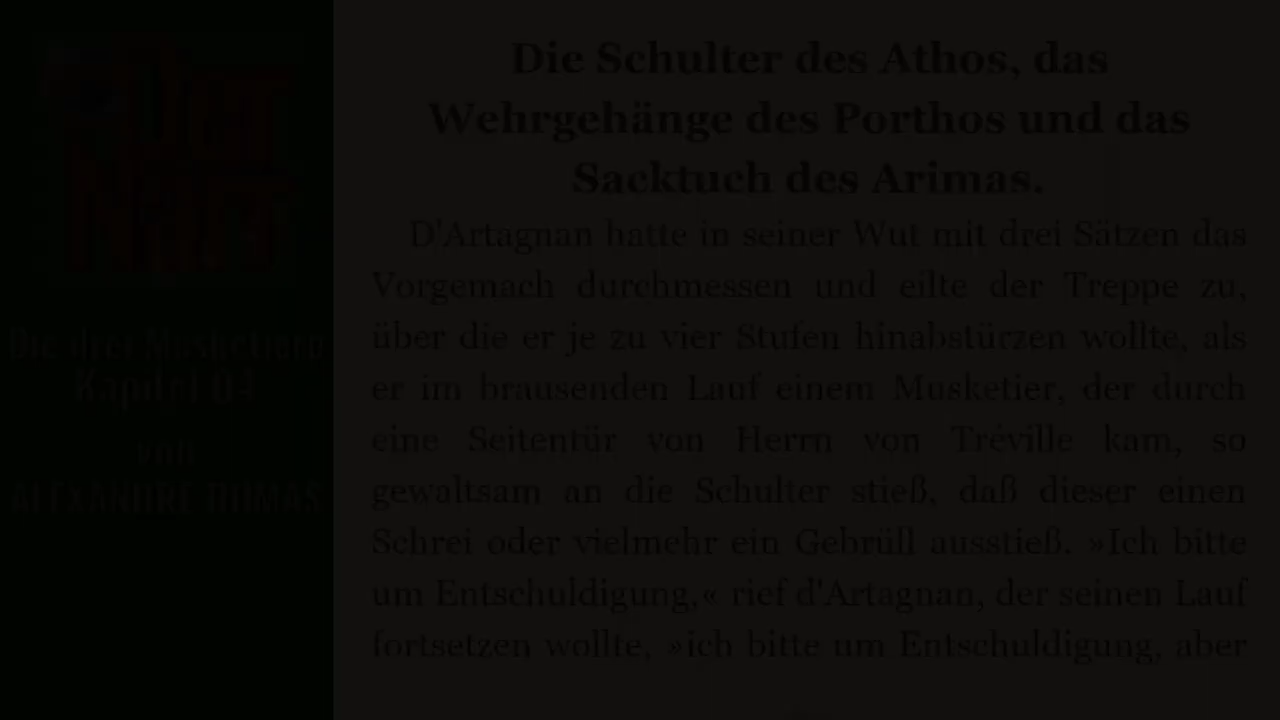 Die drei Musketiere
Kapitel 04
von
ALEXANDRE DUMAS
Die Schulter des Athos, das
Wehrgehänge des Porthos und das
Sacktuch des Arimas.
D'Artagnan hatte in seiner Wut mit drei Sätzen das
Vorgemach durchmessen und eilte der Treppe zu,
über die er je zu vier Stufen hinabstürzen wollte, als
er im brausenden Lauf einem Musketier, der durch
eine Seitentür von Herrn von Tréville kam, so
gewaltsam an die Schulter stieß, daß dieser einen
Schrei oder vielmehr ein Gebrüll ausstieß. »Ich bitte
um Entschuldigung,« rief d'Artagnan, der seinen Lauf
fortsetzen wollte, »ich bitte um Entschuldigung, aber